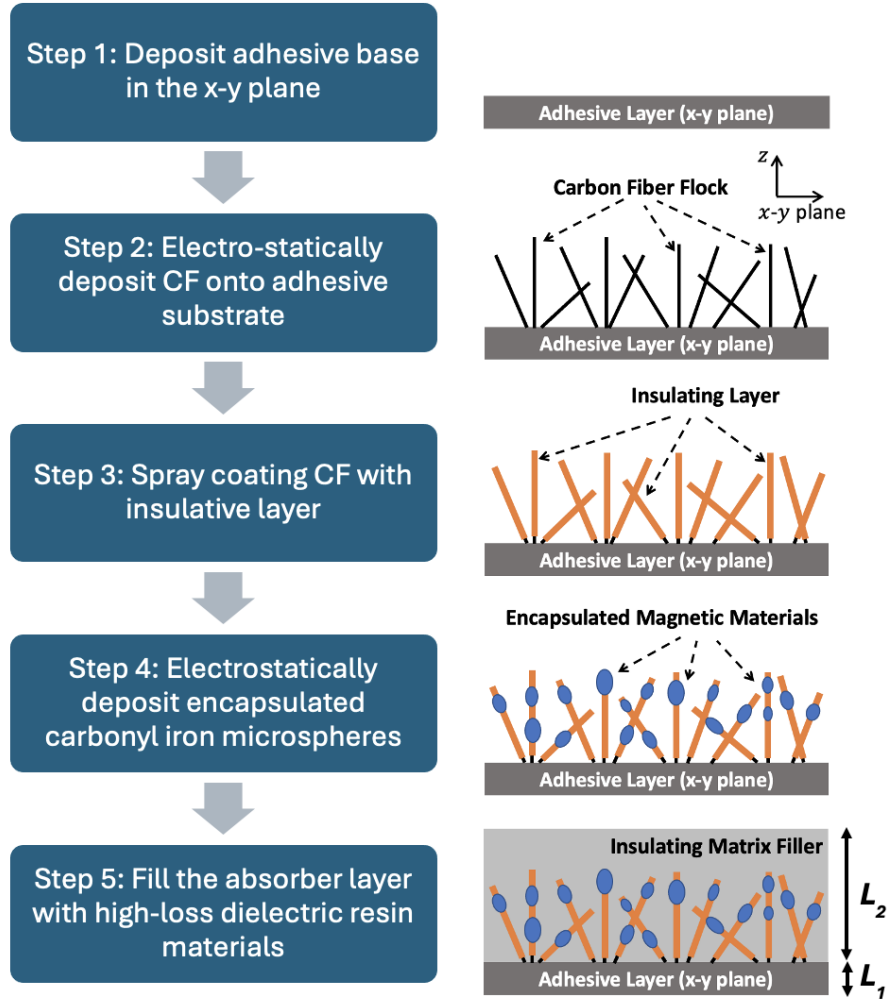 Step 1: Deposit adhesive base
in the x-y plane
Adhesive Layer (x-y plane)
Step 2: Electro-statically
deposit CF onto adhesive
substrate
z
Carbon Fiber Flock
x-y plane
Adhesive Layer (x-y plane)
Step 3: Spray coating CF with
insulative layer
Insulating Layer
Adhesive Layer (x-y plane)
Step 4: Electrostatically
deposit encapsulated
carbonyl iron microspheres
Encapsulated Magnetic Materials
Adhesive Layer (x-y plane)
Step 5: Fill the absorber layer
with high-loss dielectric resin
materials
Insulating Matrix Filler
L2
Adhesive Layer (x-y plane)
L1